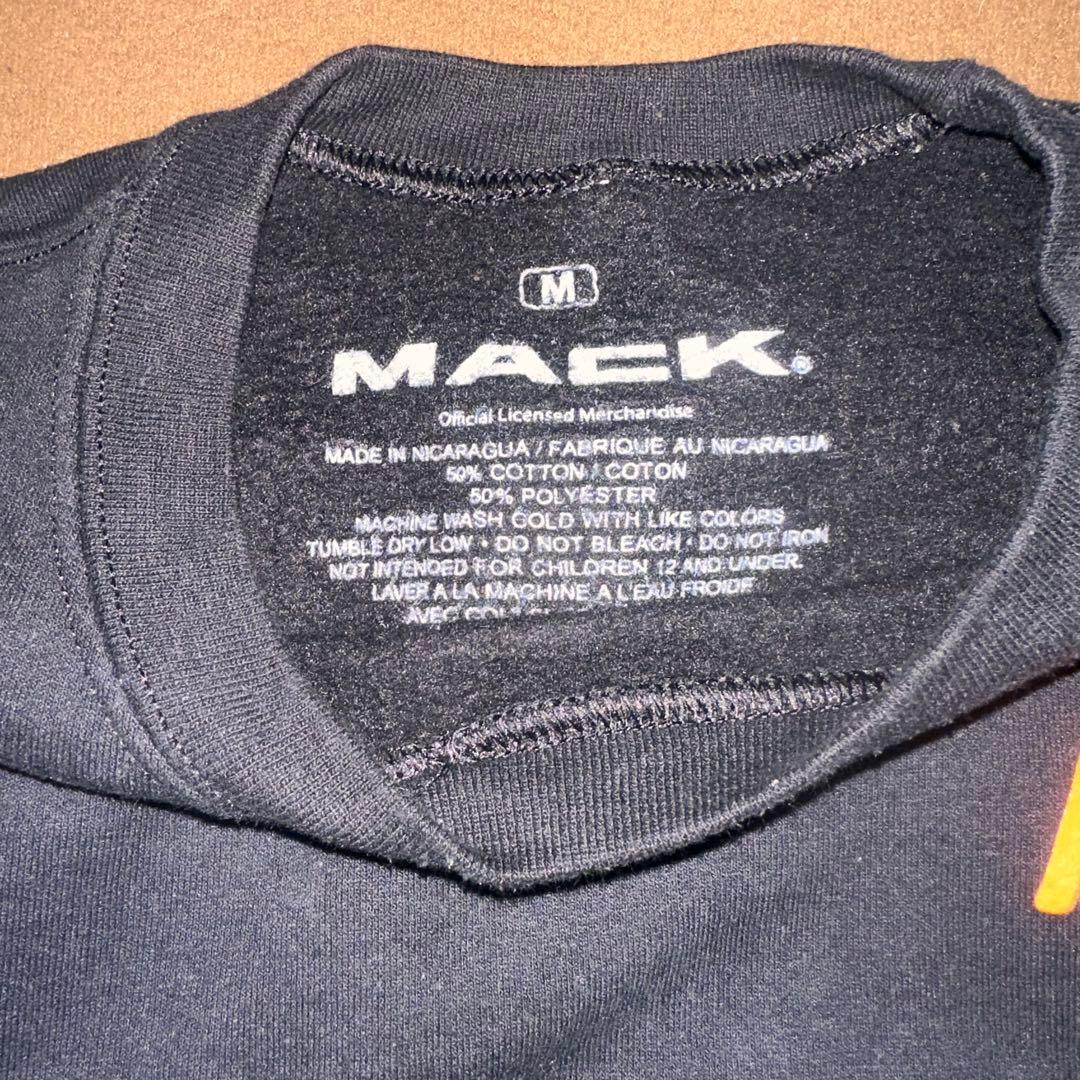 M
MACK®
Official Licensed Merchandise
MADE IN NICARAGUA / FABRIQUE AU NICARAGUA
50% COTTON / COTON
50% POLYESTER
MACHINE WASH COLD WITH LIKE COLORS
TUMBLE DRY LOW • DO NOT BLEACH • DO NOT IRON
NOT INTENDED FOR CHILDREN 12 AND UNDER.
LAVER A LA MACHINE A L'EAU FROIDE
AVEC